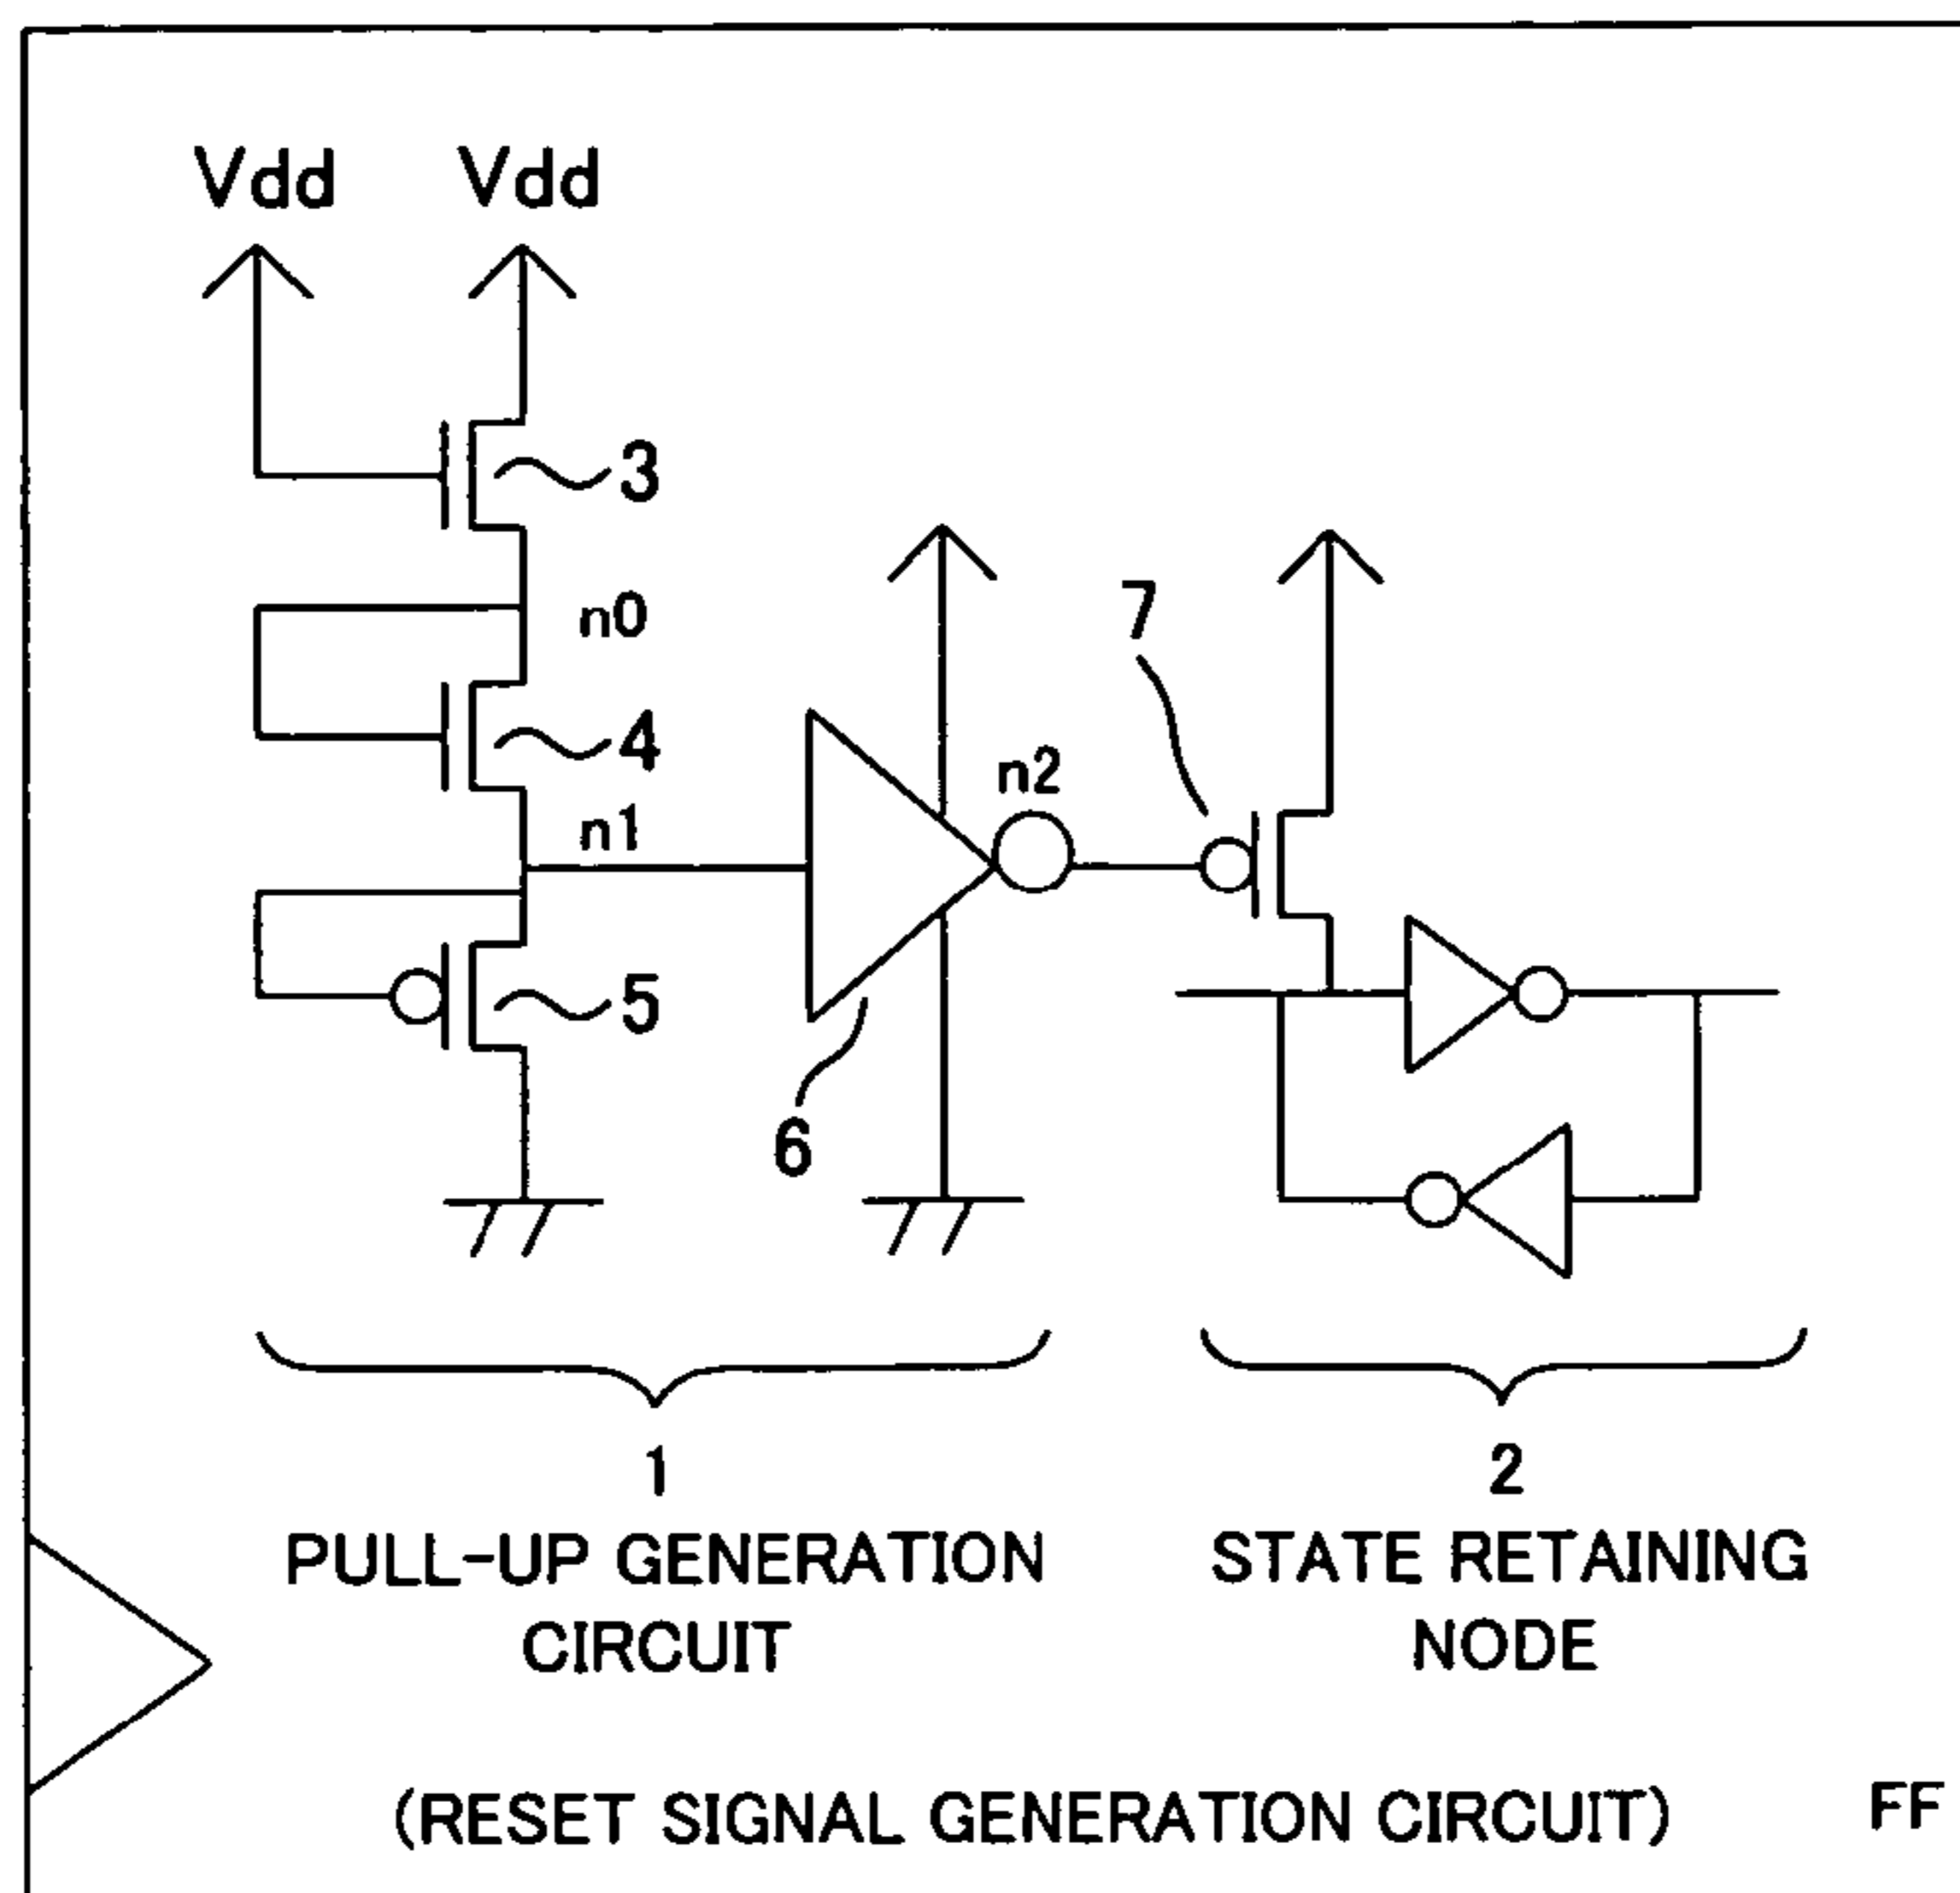 Vdd Vdd
3
n0
7
4
n2
n1
5
6
1
PULL-UP GENERATION
CIRCUIT
2
STATE RETAINING
NODE
(RESET SIGNAL GENERATION CIRCUIT)
FF